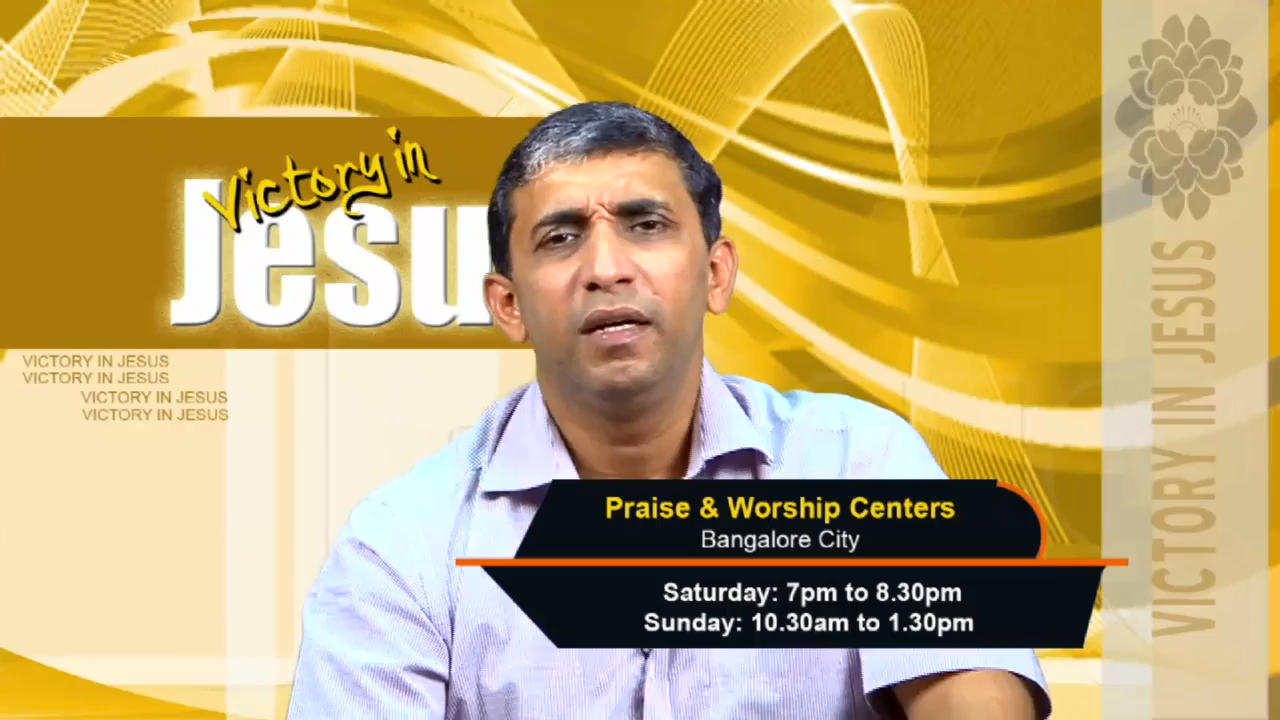 Victory in
Jesu
VICTORY IN JESUS
VICTORY IN JESUS
VICTORY IN JESUS
VICTORY IN JESUS
Praise & Worship Centers
Bangalore City
Saturday: 7pm to 8.30pm
Sunday: 10.30am to 1.30pm
VICTORY IN JESUS